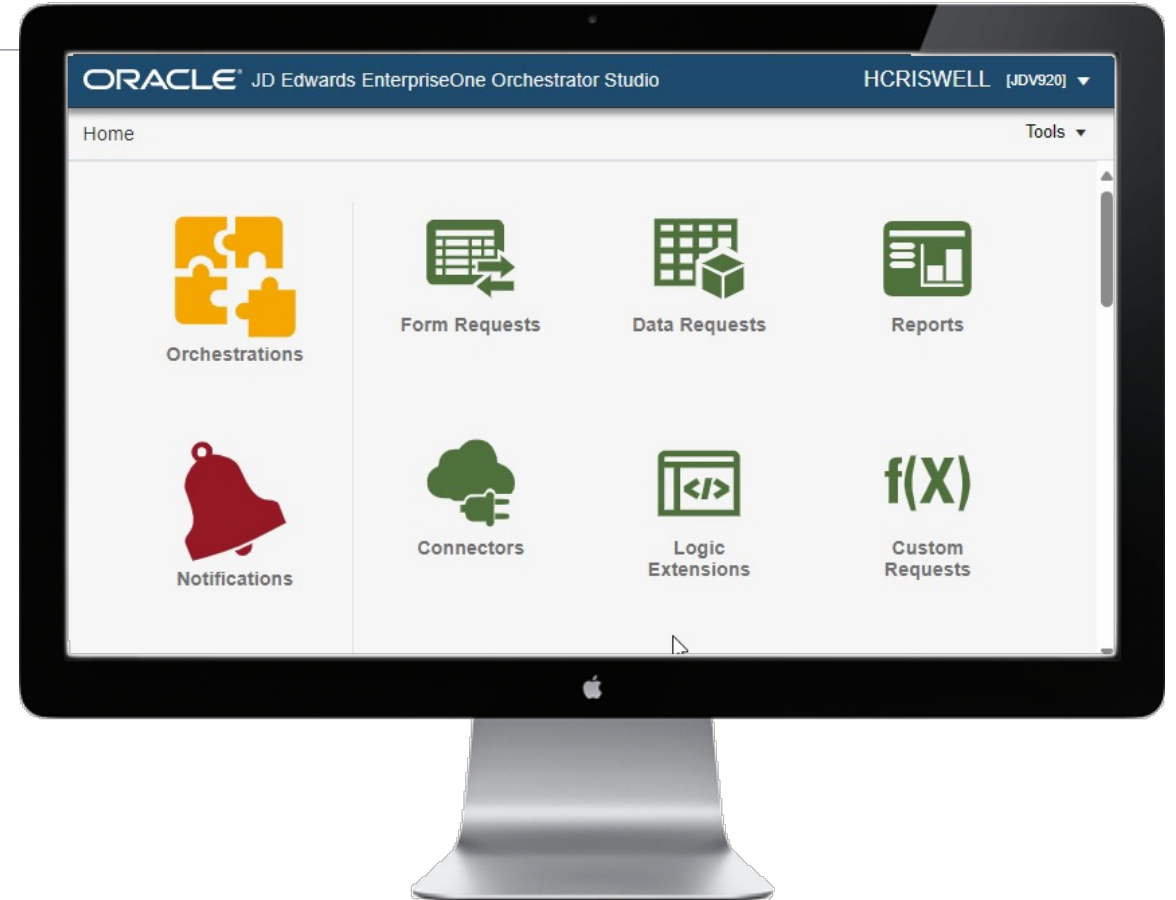 ORACLE® JD Edwards EnterpriseOne Orchestrator Studio HCRISWELL [JDV920]
Home Tools
Orchestrations
Form Requests
Data Requests
Reports
Notifications
Connectors
</>
Logic
Extensions
f(X)
Custom
Requests